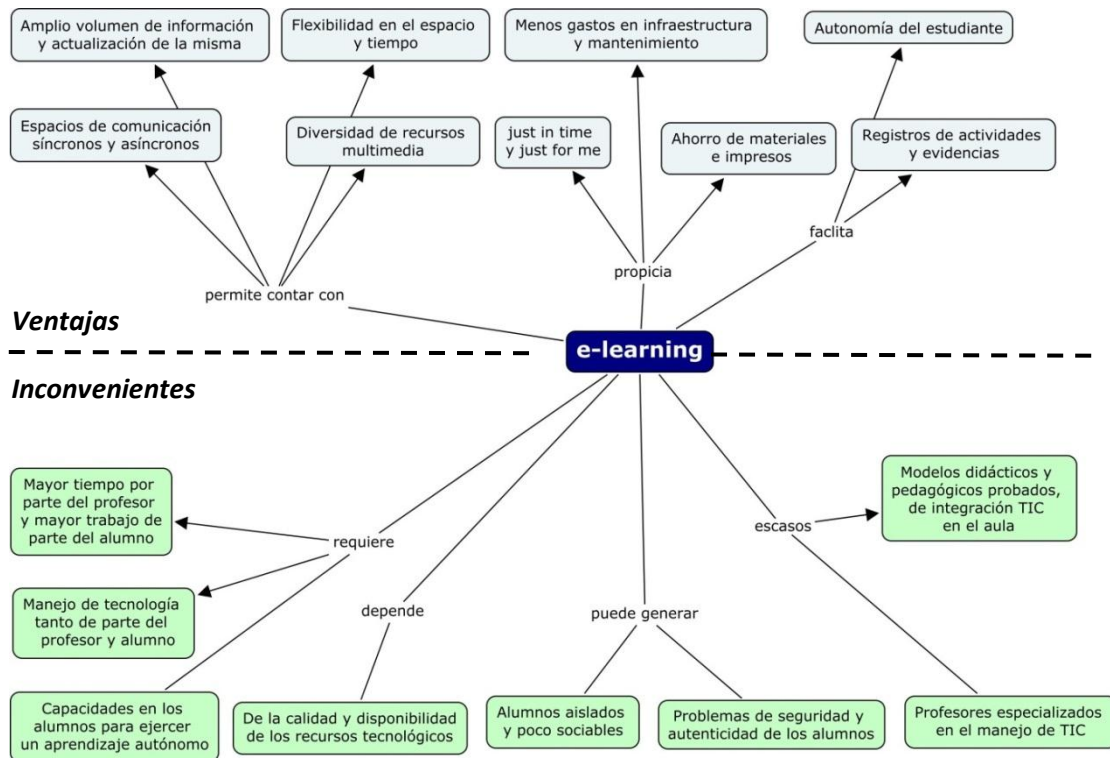 Amplio volumen de información
y actualización de la misma
Flexibilidad en el espacio
y tiempo
Menos gastos en infraestructura
y mantenimiento
Autonomía del estudiante
Espacios de comunicación
síncronos y asíncronos
Diversidad de recursos
multimedia
just in time
y just for me
Ahorro de materiales
e impresos
Registros de actividades
y evidencias
faclita
propicia
permite contar con
Ventajas
e-learning
Inconvenientes
Mayor tiempo por
parte del profesor
y mayor trabajo de
parte del alumno
Modelos didácticos y
pedagógicos probados,
de integración TIC
en el aula
escasos
requiere
Manejo de tecnología
tanto de parte del
profesor y alumno
depende
puede generar
Capacidades en los
alumnos para ejercer
un aprendizaje autónomo
De la calidad y disponibilidad
de los recursos tecnológicos
Alumnos aislados
y poco sociables
Problemas de seguridad y
autenticidad de los alumnos
Profesores especializados
en el manejo de TIC